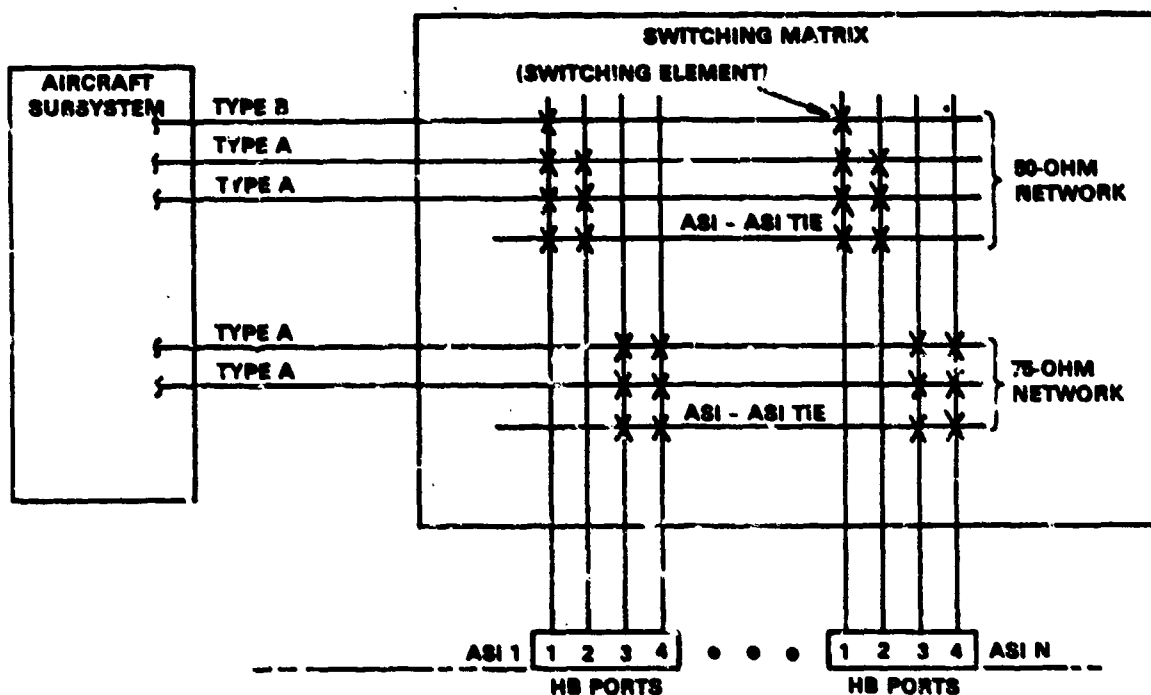 SWITCHING MATRIX
(SWITCHING ELEMENT)
AIRCRAFT
SUBSYSTEM
TYPE B
TYPE A
TYPE A
ASI - ASI TIE
50-OHM
NETWORK
TYPE A
TYPE A
ASI - ASI TIE
75-OHM
NETWORK
ASI 1 1 2 3 4 • • • 1 2 3 4 ASI N
HB PORTS HB PORTS